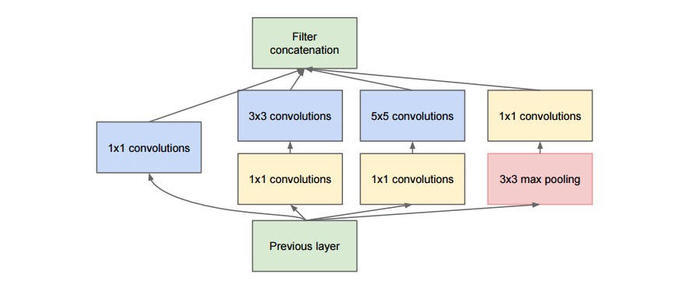 Filter
concatenation
3x3 convolutions
5x5 convolutions
1x1 convolutions
1x1 convolutions
1x1 convolutions
1x1 convolutions
3x3 max pooling
Previous layer